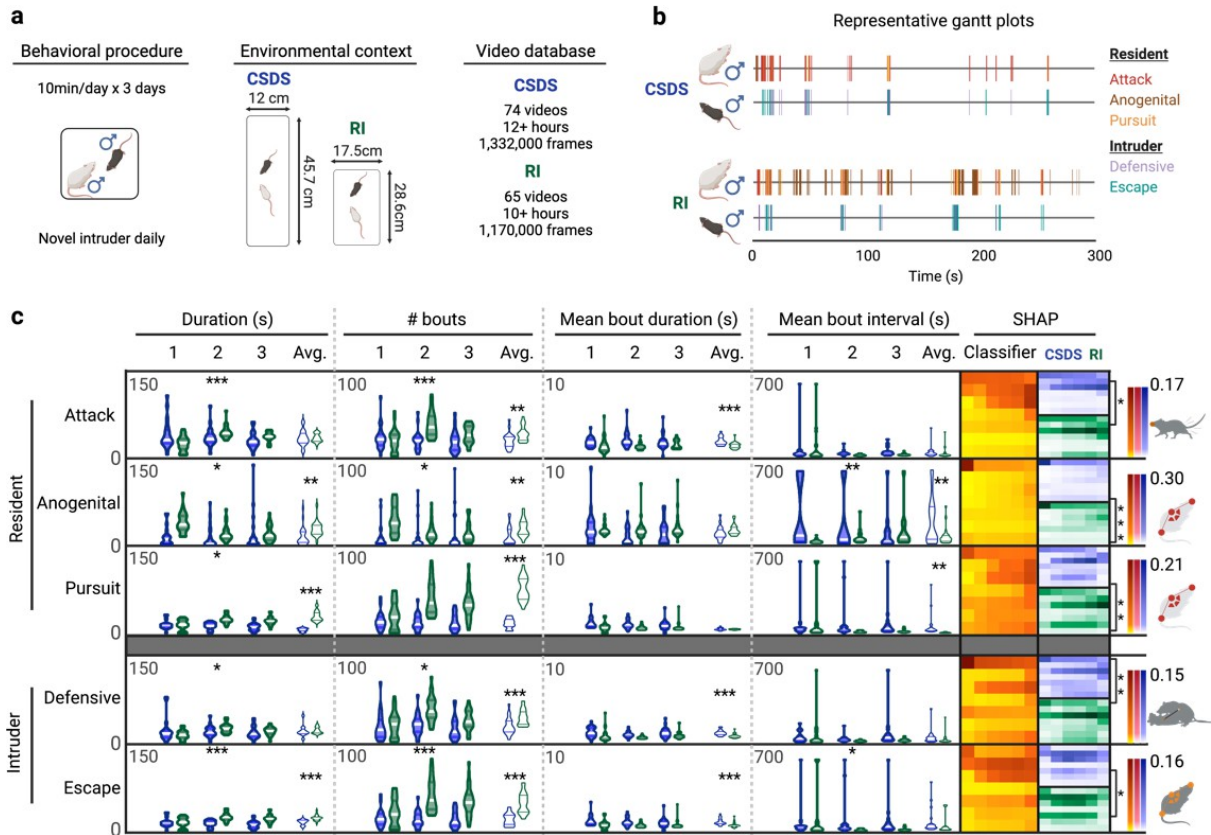 a
Behavioral procedure
10min/day x 3 days
Novel intruder daily
Environmental context
CSDS
12 cm
45.7 cm
RI
17.5cm
28.6cm
Video database
CSDS
74 videos
12+ hours
1,332,000 frames
RI
65 videos
10+ hours
1,170,000 frames
b
Representative gantt plots
CSDS
RI
Resident
Attack
Anogenital
Pursuit
Intruder
Defensive
Escape
0 100 200 300
Time (s)
c
Duration (s) # bouts Mean bout duration (s) Mean bout interval (s) SHAP
1 2 3 Avg. 1 2 3 Avg. 1 2 3 Avg. 1 2 3 Avg. Classifier CSDS RI
Resident
Attack
150 *** 100 *** ** 10 *** 700 * 0.17
0
Anogenital
150 * ** 100 * ** 10 700 ** ** * * * 0.30
0
Pursuit
150 * *** 100 *** 10 700 ** * * 0.21
0
Intruder
Defensive
150 * 100 * *** 10 *** 700 * * 0.15
0
Escape
150 *** *** 100 *** *** 10 *** 700 * * 0.16
0